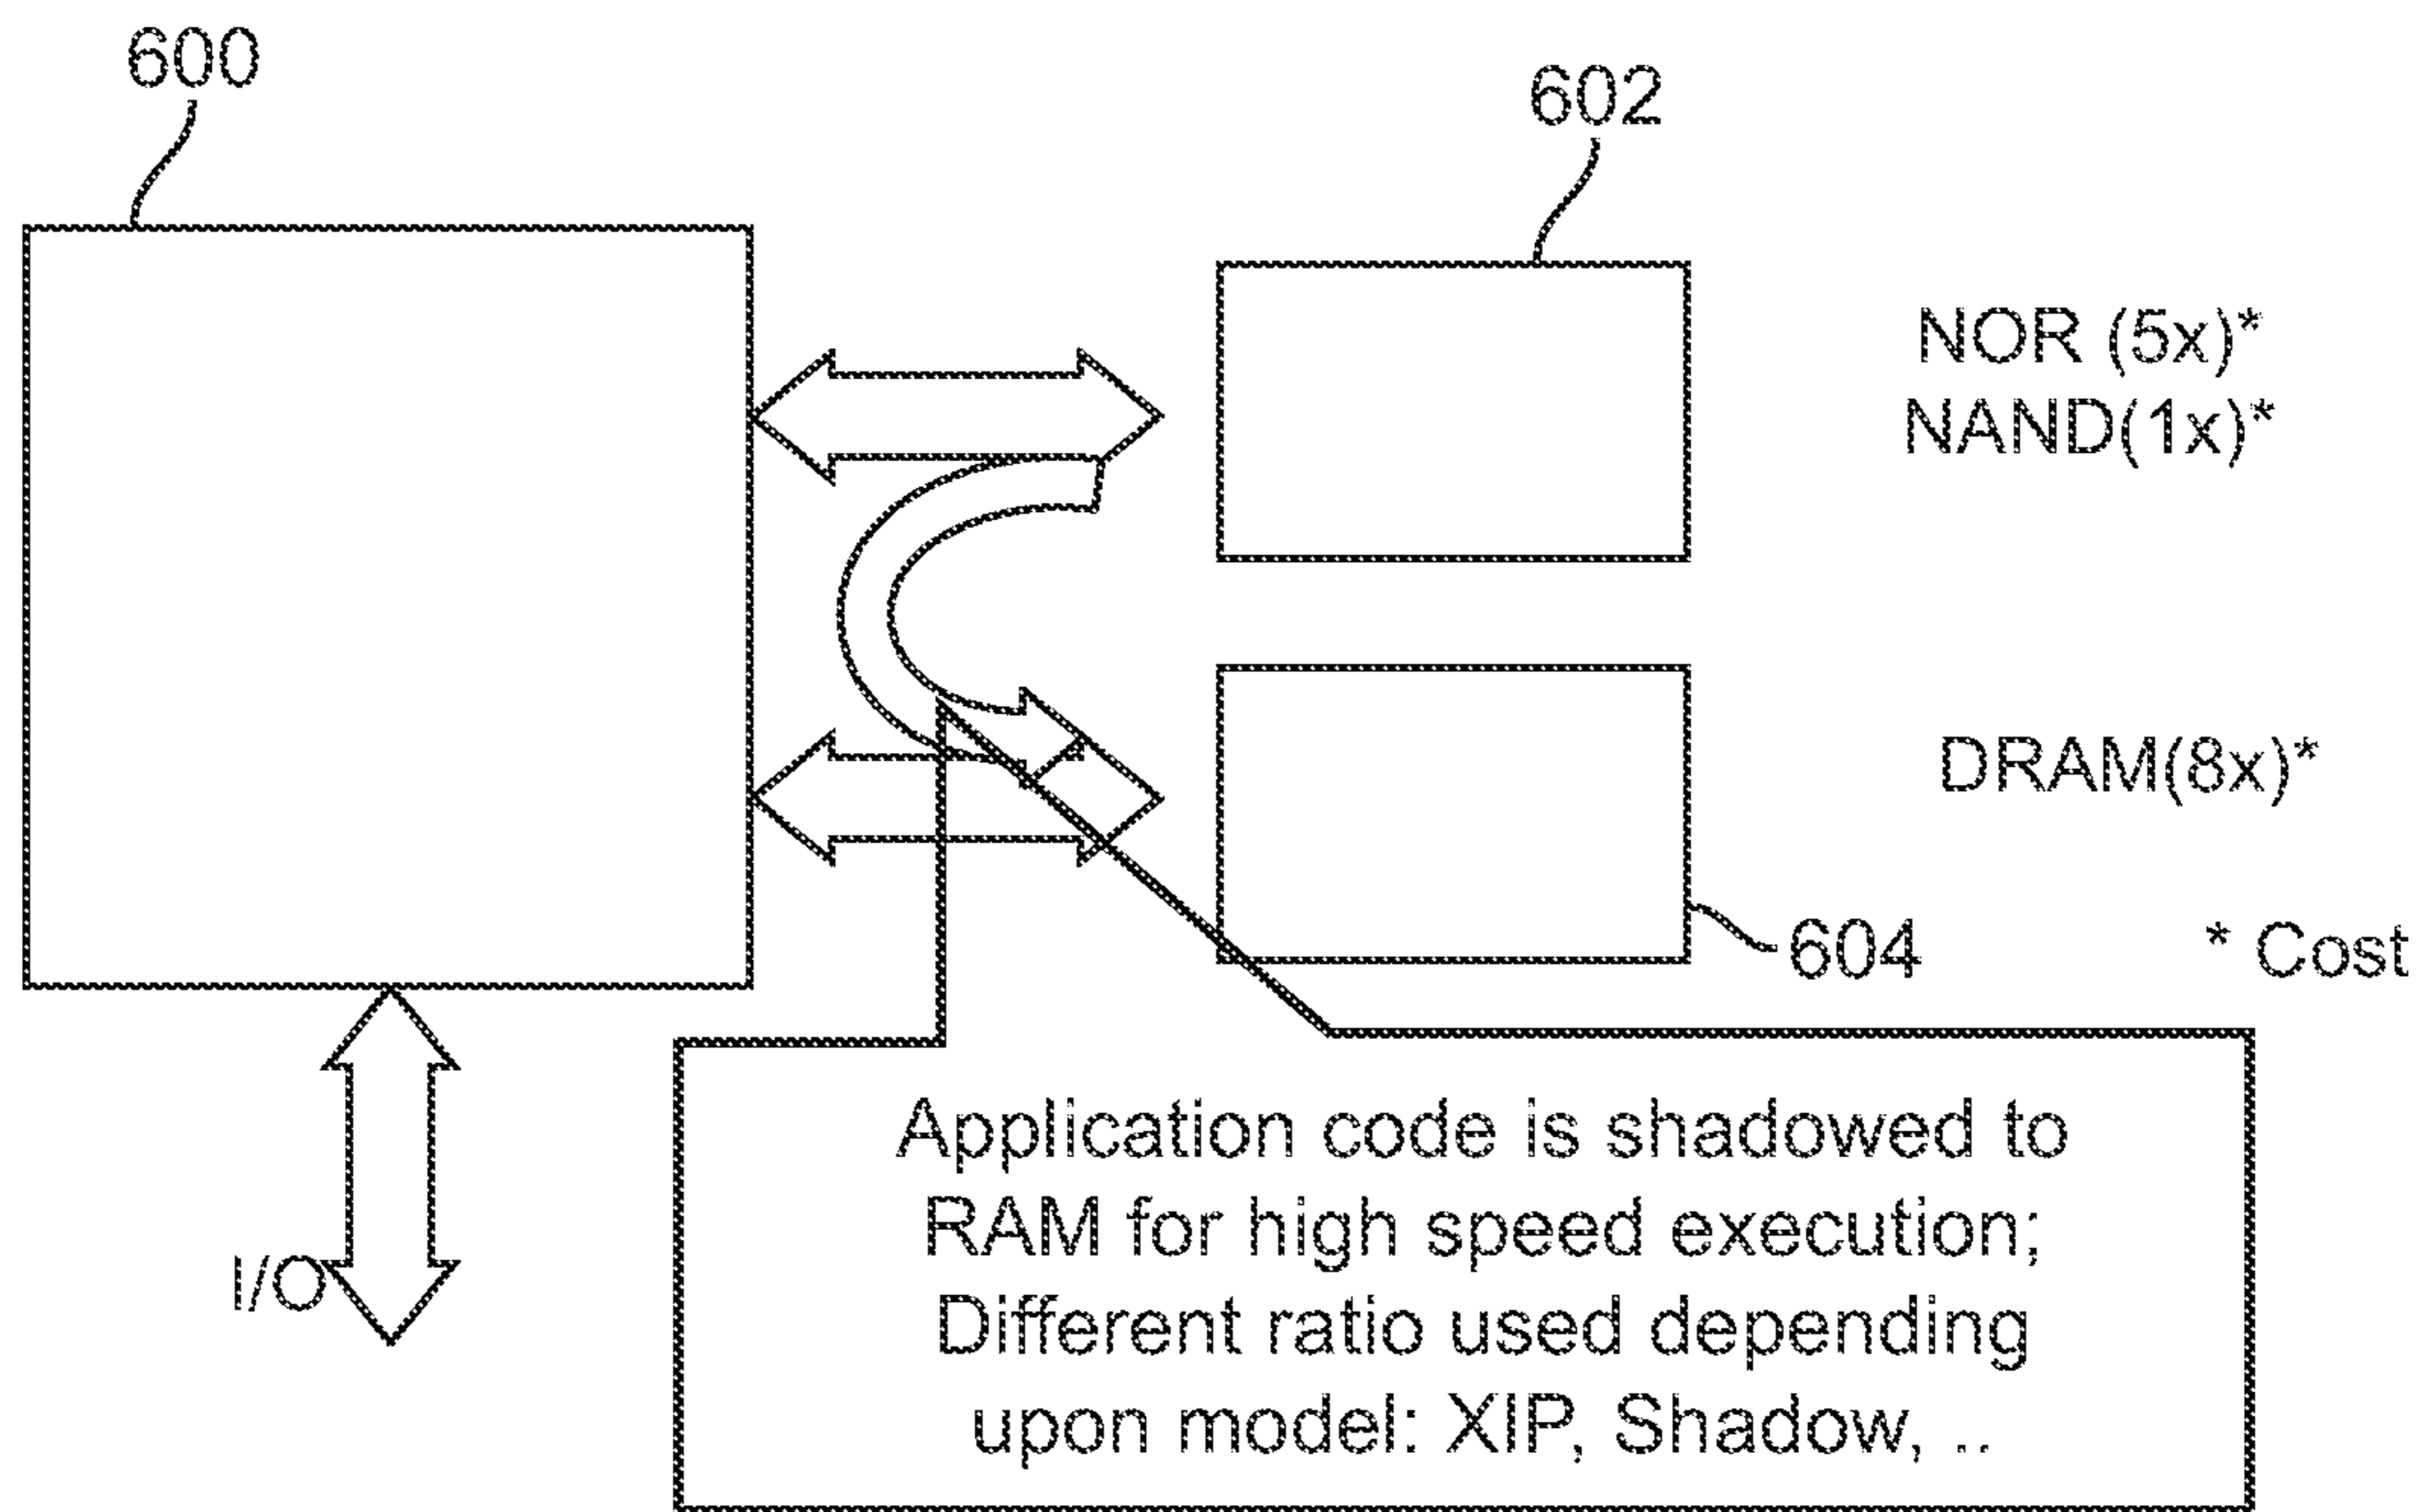 600
602
NOR (5x)*
NAND(1x)*
DRAM(8x)*
604
* Cost
I/O
Application code is shadowed to
RAM for high speed execution;
Different ratio used depending
upon model: XIP, Shadow, ..